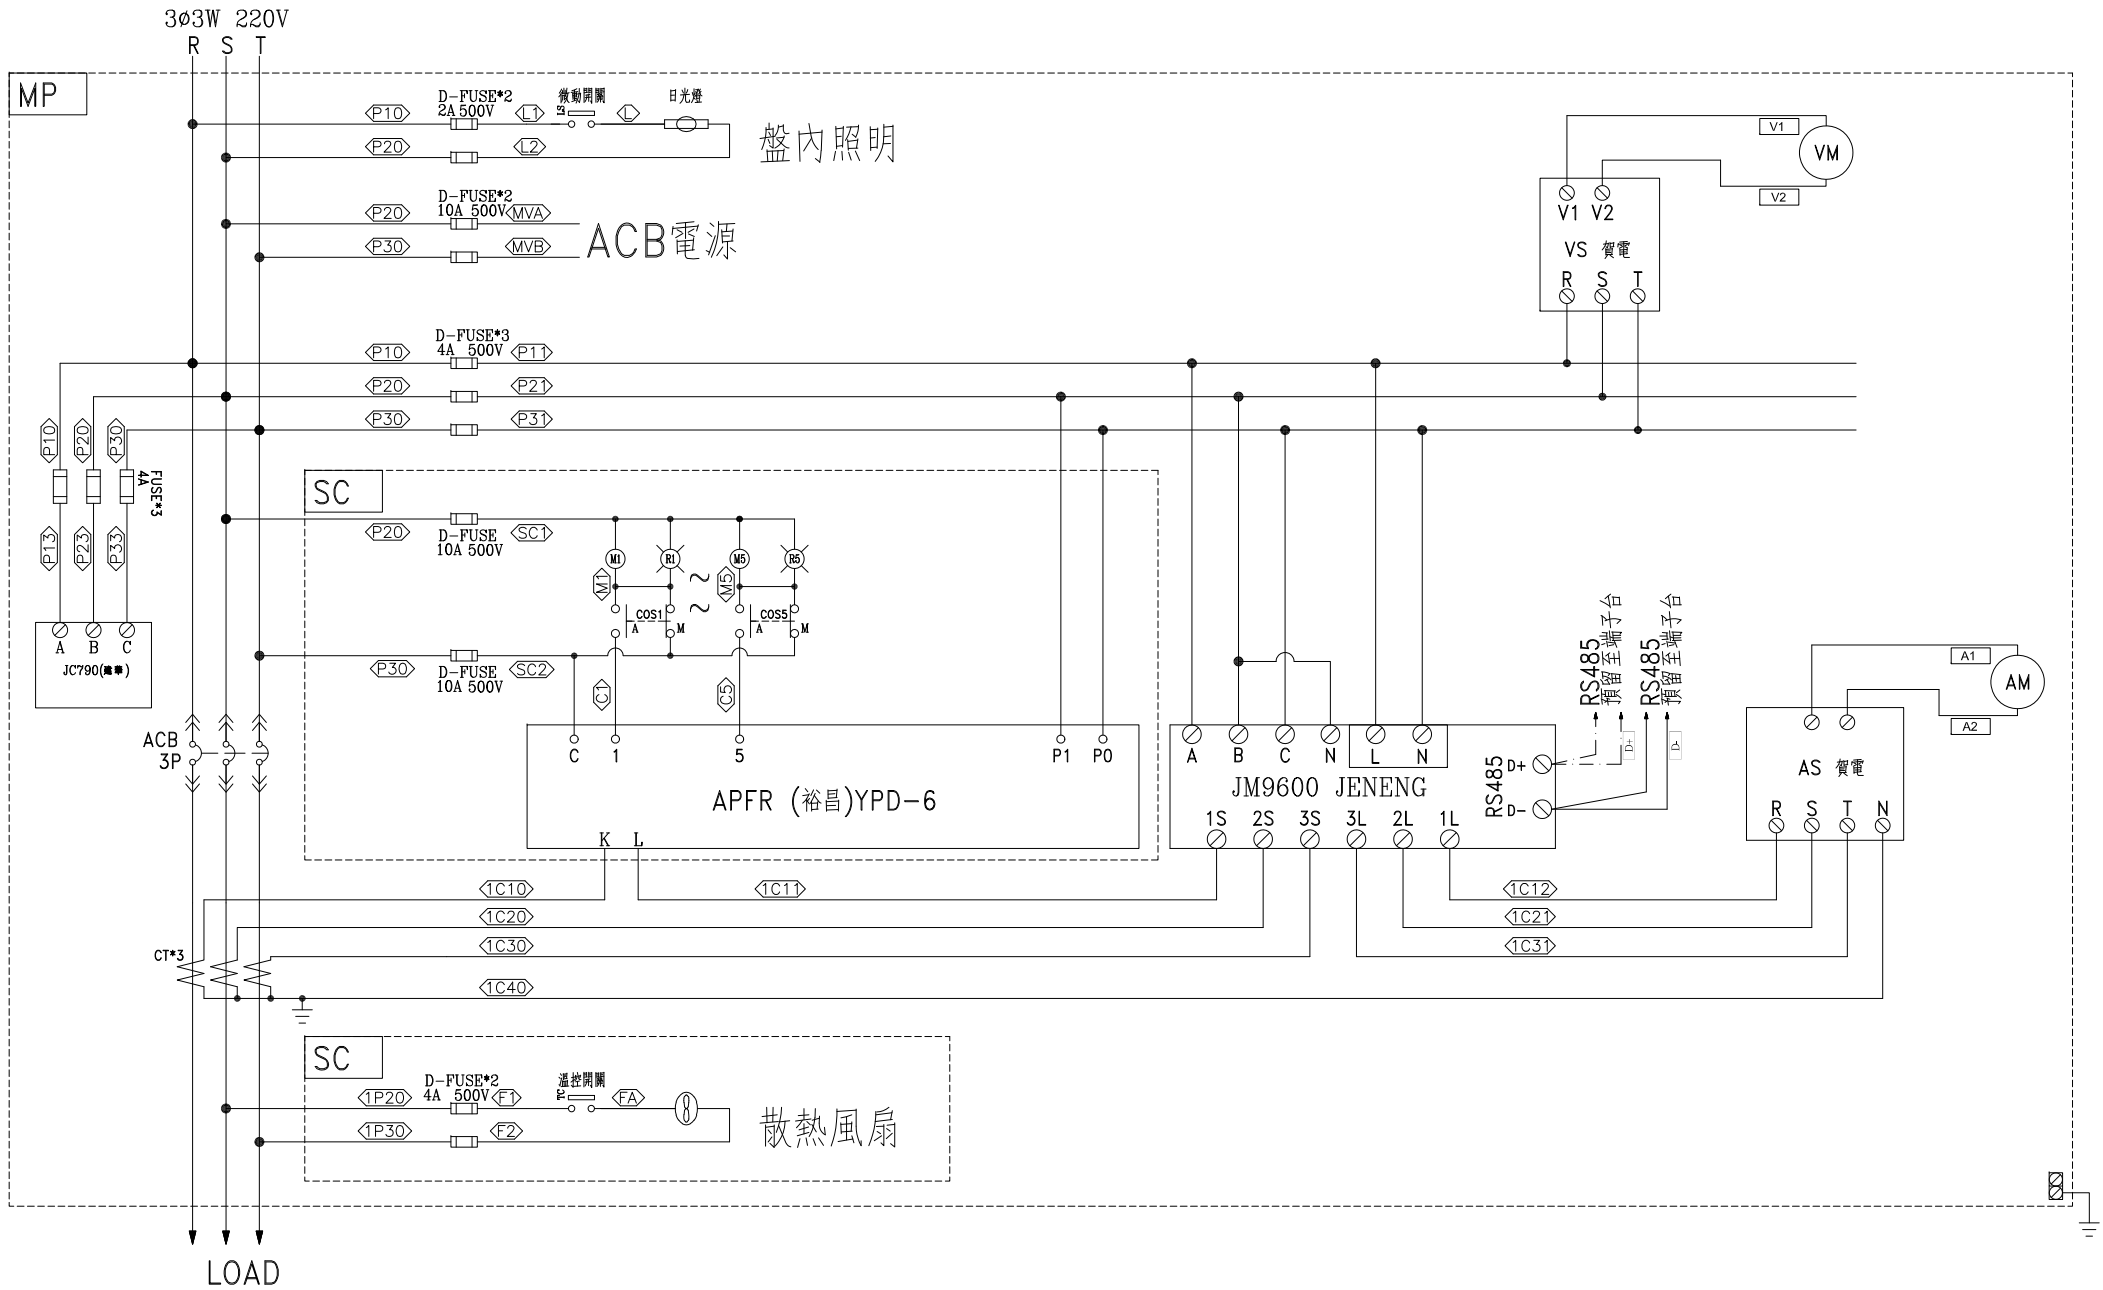 3ø3W 220V
R S T
MP
P10
D-FUSE*2
2A 500V
L1
LS
微動開關
L
日光燈
P20
L2
盤內照明
P20
D-FUSE*2
10A 500V
MVA
P30
MVB
ACB電源
V1
VM
V2
V1 V2
VS 賀電
R S T
P10
D-FUSE*3
4A 500V
P11
P20
P21
P30
P31
P10
P20
P30
FUSE*3
4A
P13
P23
P33
A B C
JC790(建華)
SC
P20
D-FUSE
10A 500V
SC1
M1
R1
M5
R5
M1
~
~
M5
COS1
A
M
COS5
A
M
P30
D-FUSE
10A 500V
SC2
C1
C5
C 1 5 P1 P0
APFR (裕昌)YPD-6
K L
A B C N L N
JM9600 JENENG
1S 2S 3S 3L 2L 1L
RS485
D+
D-
RS485
預留至端子台
RS485
預留至端子台
D+
D-
A1
AM
A2
AS 賀電
R S T N
ACB
3P
1C10
1C11
1C12
1C20
1C21
1C30
1C31
CT*3
1C40
SC
1P20
D-FUSE*2
4A 500V
F1
TC
溫控開關
FA
8
1P30
F2
散熱風扇
LOAD